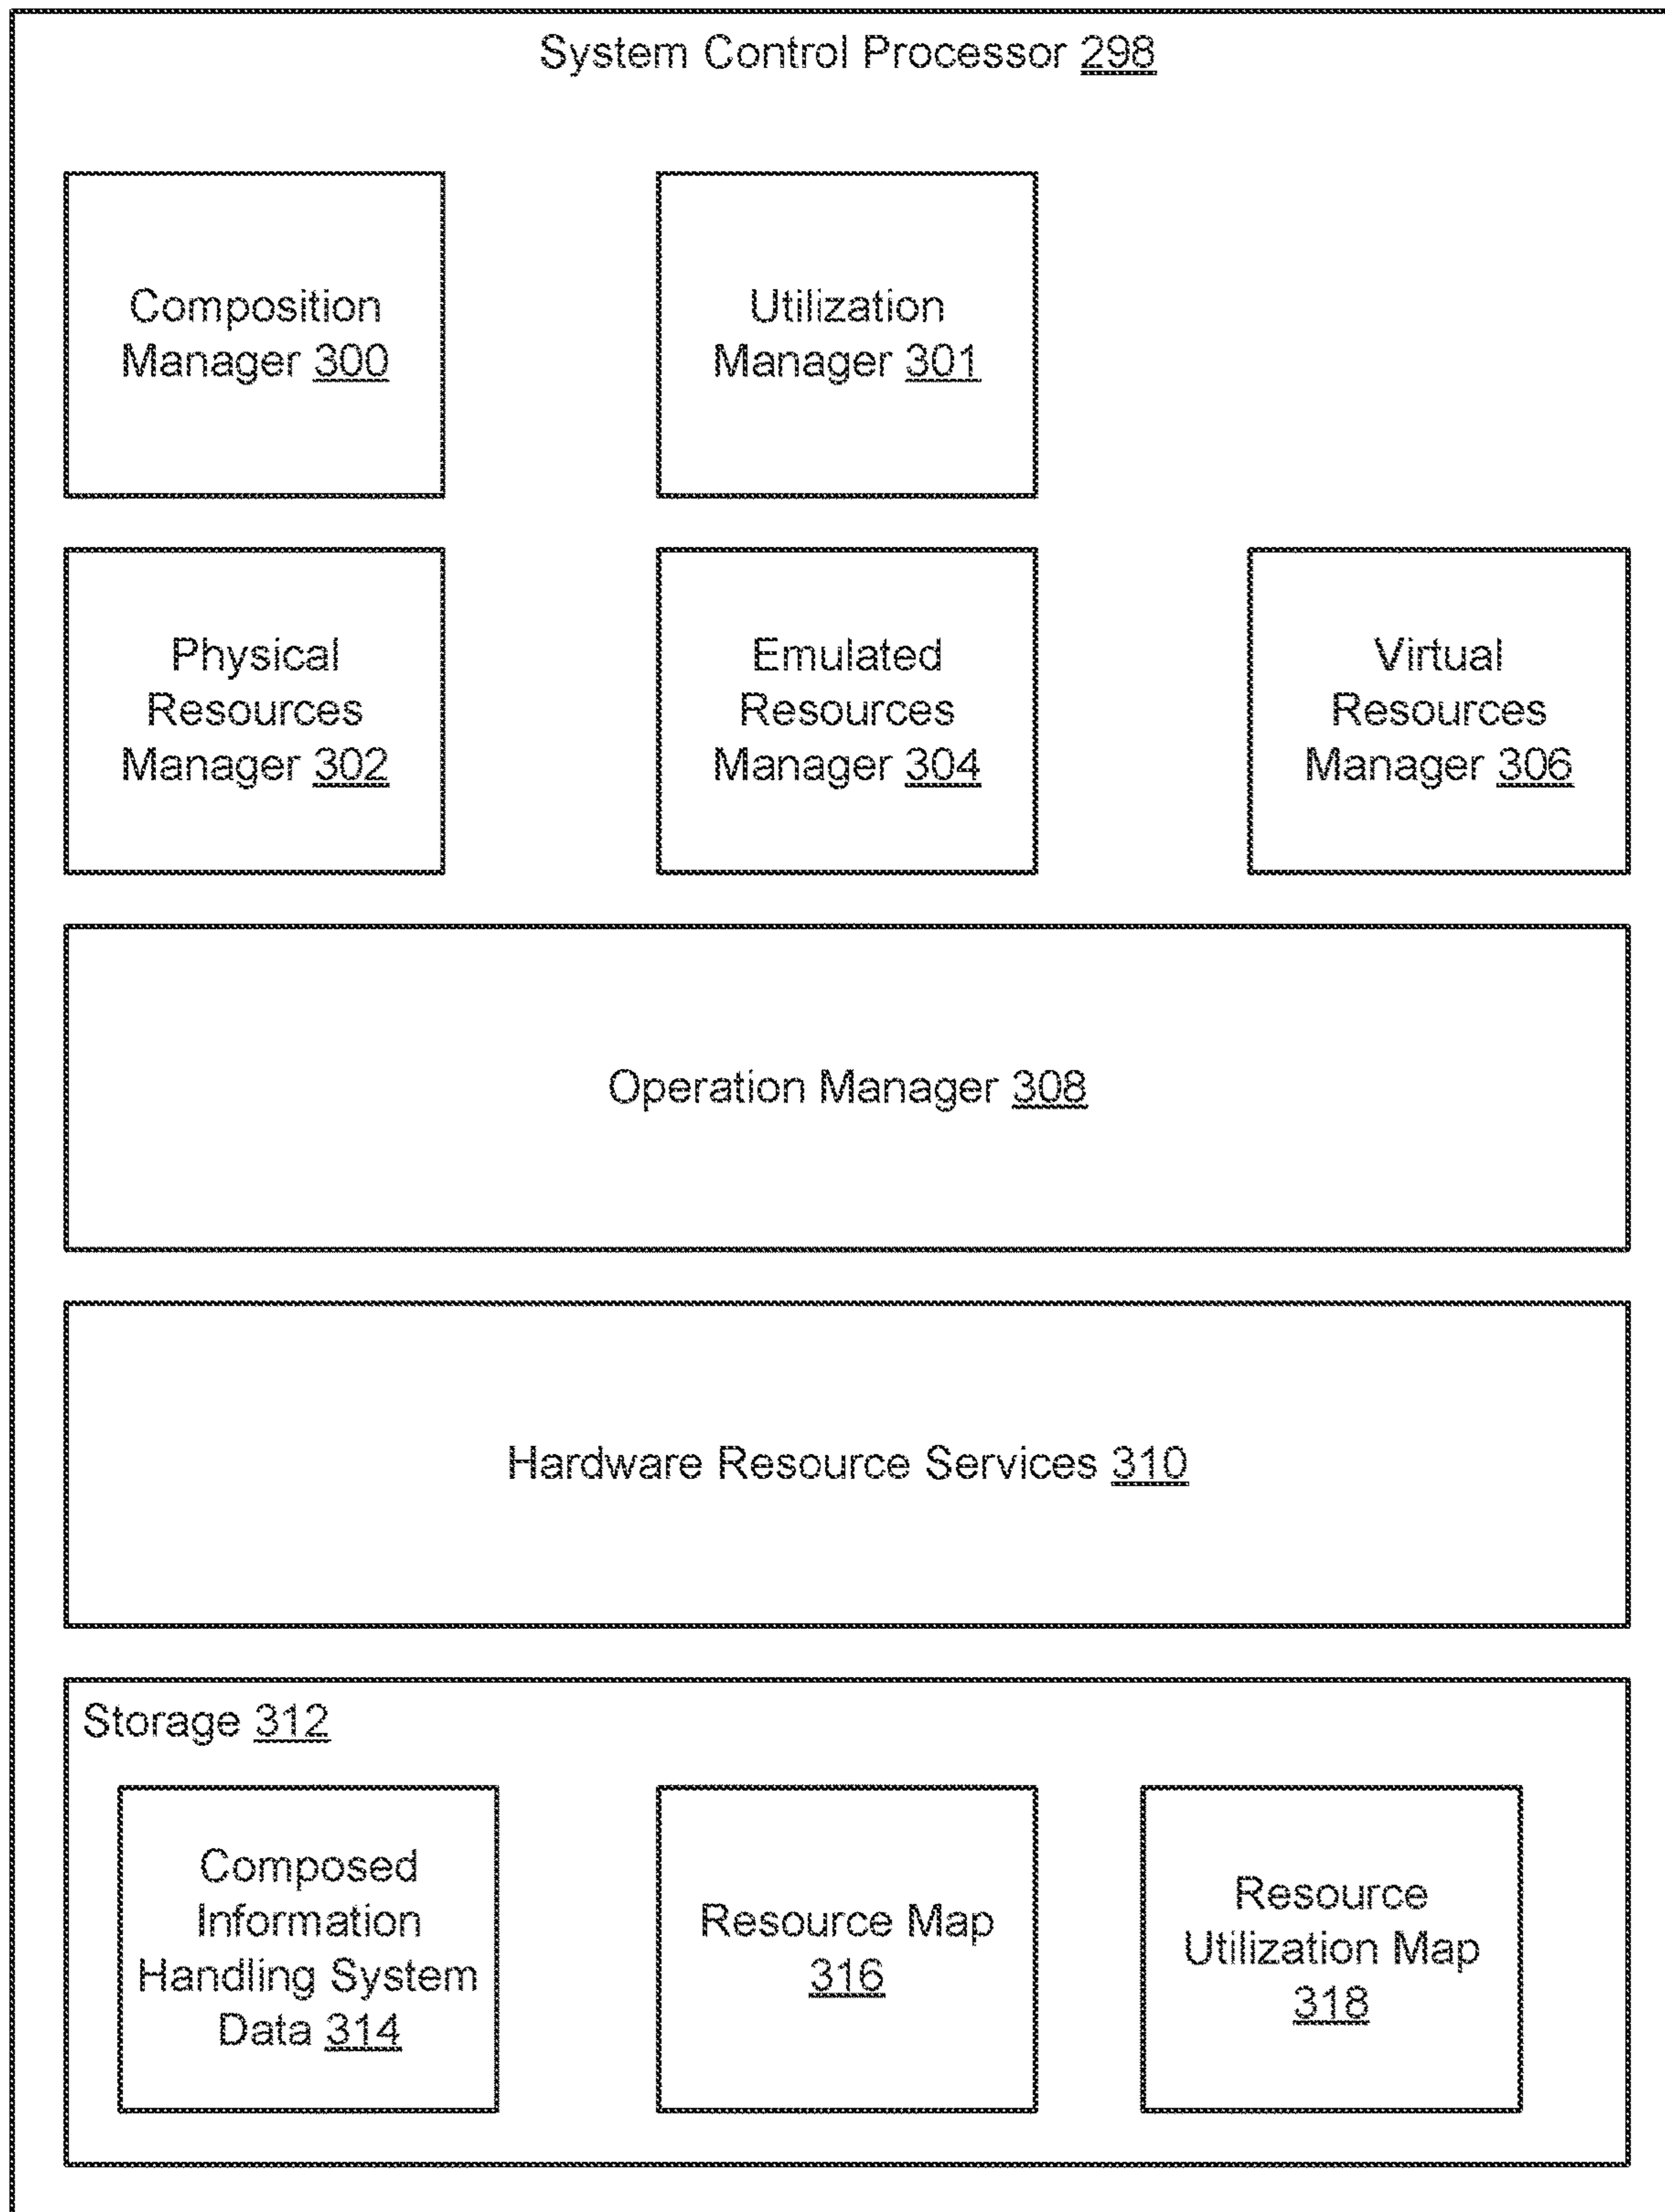 System Control Processor 298
Composition
Manager 300
Utilization
Manager 301
Physical
Resources
Manager 302
Emulated
Resources
Manager 304
Virtual
Resources
Manager 306
Operation Manager 308
Hardware Resource Services 310
Storage 312
Composed
Information
Handling System
Data 314
Resource Map
316
Resource
Utilization Map
318